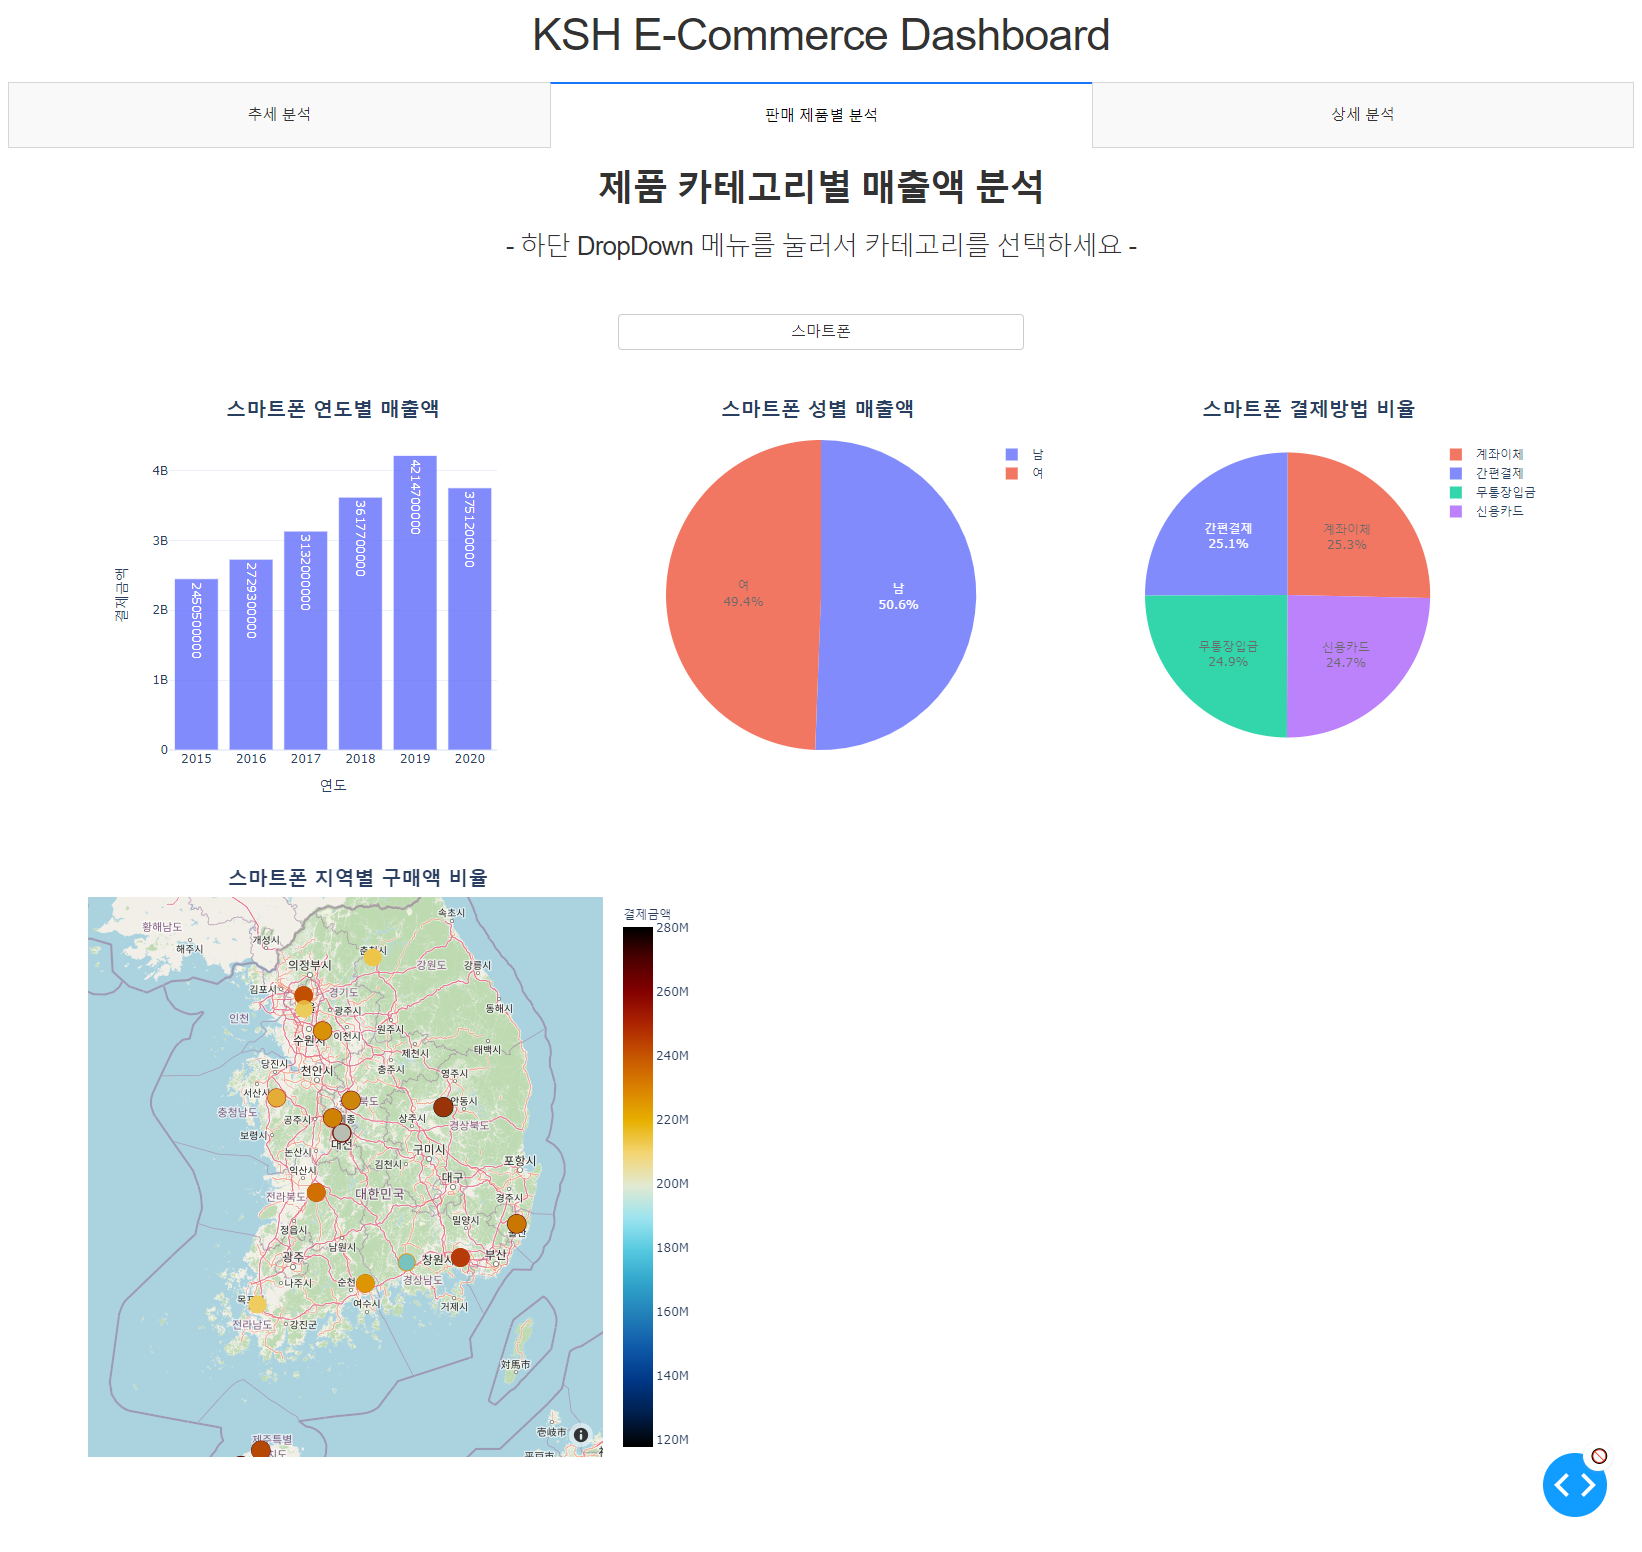 KSH E-Commerce Dashboard
추세 분석
판매 제품별 분석
상세 분석
제품 카테고리별 매출액 분석
- 하단 DropDown 메뉴를 눌러서 카테고리를 선택하세요 -
스마트폰
스마트폰 연도별 매출액
4B
3B
2B
1B
0
결제금액
2450500000
2729300000
3132000000
3617700000
4214700000
3751200000
2015 2016 2017 2018 2019 2020
연도
스마트폰 성별 매출액
남
여
여
49.4%
남
50.6%
스마트폰 결제방법 비율
계좌이체
간편결제
무통장입금
신용카드
간편결제
25.1%
계좌이체
25.3%
무통장입금
24.9%
신용카드
24.7%
스마트폰 지역별 구매액 비율
속초시
황해남도
해주시
개성시
의정부시
강원도
강릉시
김포시
경기도
광주시
동해시
인천
원주시
이천시
제천시
태백시
당진시
천안시
충주시
영주시
서산시
북도
안동시
충청남도
공주시
상주시
경상북도
보령시
대전
논산시
구미시
김천시
포항시
익산시
대구
전라북도
대한민국
경주시
정읍시
밀양시
남원시
광주
창원시
부산
나주시
순천
경상남도
여수시
거제시
전라남도
강진군
対馬市
제주특별
치도
壱岐市
결제금액
280M
260M
240M
220M
200M
180M
160M
140M
120M